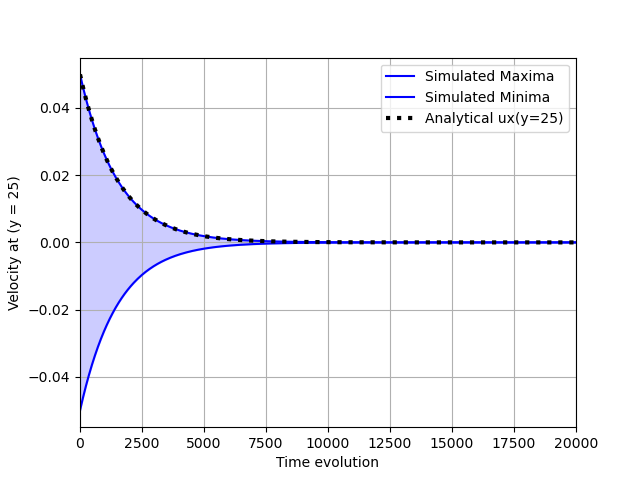 Simulated Maxima
Simulated Minima
Analytical ux(y=25)
Velocity at (y = 25)
0.04
0.02
0.00
−0.02
−0.04
0 2500 5000 7500 10000 12500 15000 17500 20000
Time evolution